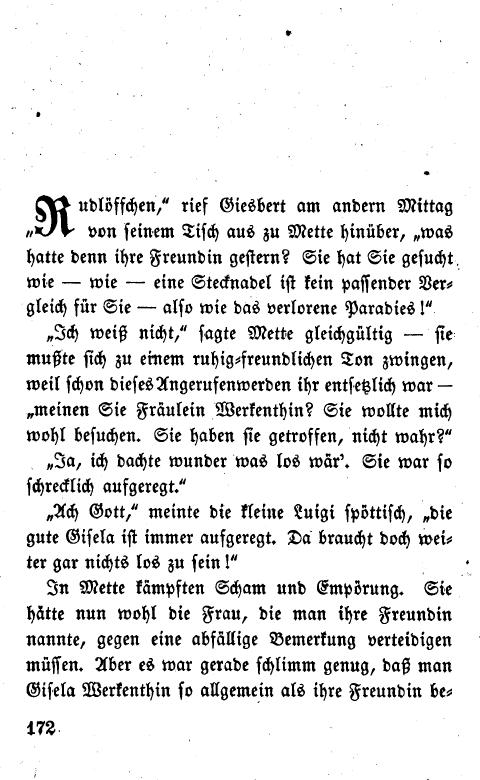 „Rudlöffchen,“ rief Giesbert am andern Mittag
von seinem Tisch aus zu Mette hinüber, „was
hatte denn ihre Freundin gestern? Sie hat Sie gesucht
wie — wie — eine Stecknadel ist kein passender Ver-
gleich für Sie — also wie das verlorene Paradies!“
„Ich weiß nicht,“ sagte Mette gleichgültig — sie
mußte sich zu einem ruhig-freundlichen Ton zwingen,
weil schon dieses Angerufenwerden ihr entsetzlich war —
„meinen Sie Fräulein Werkenthin? Sie wollte mich
wohl besuchen. Sie haben sie getroffen, nicht wahr?“
„Ja, ich dachte wunder was los wär'. Sie war so
schrecklich aufgeregt.“
„Ach Gott,“ meinte die kleine Luigi spöttisch, „die
gute Gisela ist immer aufgeregt. Da braucht doch wei-
ter gar nichts los zu sein!“
In Mette kämpften Scham und Empörung. Sie
hätte nun wohl die Frau, die man ihre Freundin
nannte, gegen eine abfällige Bemerkung verteidigen
müssen. Aber es war gerade schlimm genug, daß man
Gisela Werkenthin so allgemein als ihre Freundin be-
172